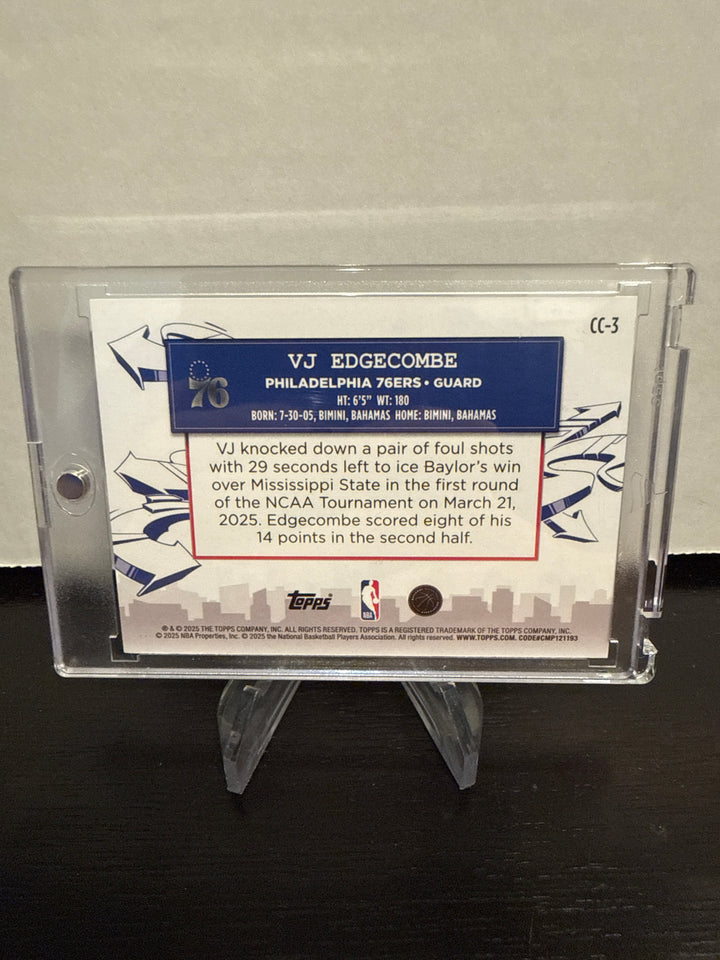 CC-3
VJ EDGECOMBE
76
PHILADELPHIA 76ERS • GUARD
HT: 6'5" WT: 180
BORN: 7-30-05, BIMINI, BAHAMAS HOME: BIMINI, BAHAMAS
VJ knocked down a pair of foul shots
with 29 seconds left to ice Baylor's win
over Mississippi State in the first round
of the NCAA Tournament on March 21,
2025. Edgecombe scored eight of his
14 points in the second half.
Topps
NBA
® & © 2025 THE TOPPS COMPANY, INC. ALL RIGHTS RESERVED. TOPPS IS A REGISTERED TRADEMARK OF THE TOPPS COMPANY, INC.
© 2025 NBA Properties, Inc. © 2025 the National Basketball Players Association. All rights reserved. WWW.TOPPS.COM. CODE#CMP121193